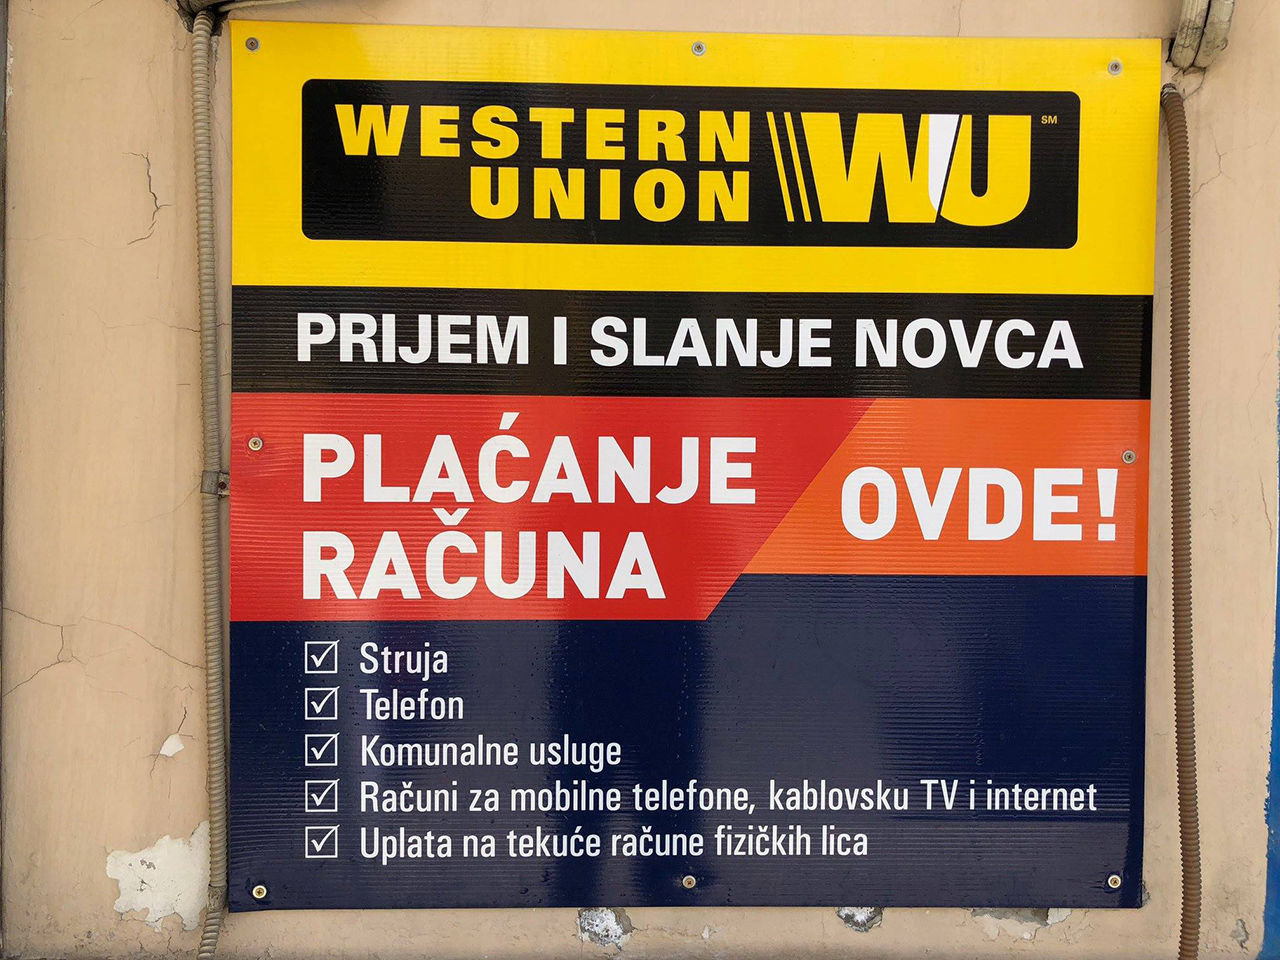 WESTERN
UNION
WU
SM
PRIJEM I SLANJE NOVCA
PLAĆANJE
RAČUNA
OVDE!
Struja
Telefon
Komunalne usluge
Računi za mobilne telefone, kablovsku TV i internet
Uplata na tekuće račune fizičkih lica